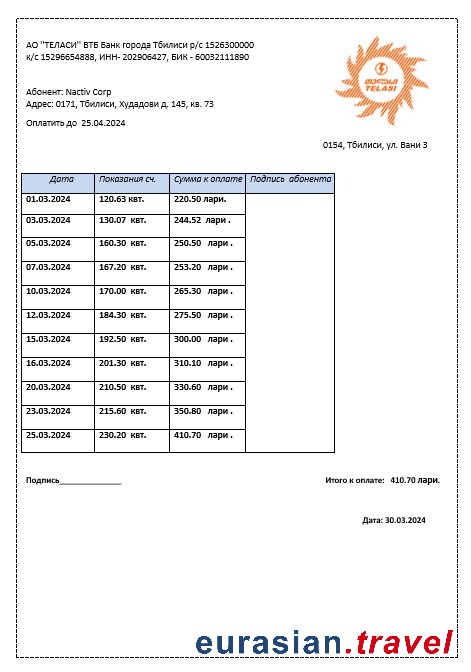 АО "ТЕЛАСИ" ВТБ Банк города Тбилиси р/с 1526300000
к/с 15296654888, ИНН- 202906427, БИК - 60032111890
თელასი
TELASI
Абонент: Nactiv Corp
Адрес: 0171, Тбилиси, Худадови д. 145, кв. 73
Оплатить до 25.04.2024
0154, Тбилиси, ул. Вани 3
Дата Показания сч. Сумма к оплате Подпись абонента
01.03.2024 120.63 квт. 220.50 лари.
03.03.2024 130.07 квт. 244.52 лари .
05.03.2024 160.30 квт. 250.50 лари .
07.03.2024 167.20 квт. 253.20 лари .
10.03.2024 170.00 квт. 265.30 лари .
12.03.2024 184.30 квт. 275.50 лари .
15.03.2024 192.50 квт. 300.00 лари .
16.03.2024 201.30 квт. 310.10 лари .
20.03.2024 210.50 квт. 330.60 лари .
23.03.2024 215.60 квт. 350.80 лари .
25.03.2024 230.20 квт. 410.70 лари .
Подпись______________ Итого к оплате: 410.70 лари.
Дата: 30.03.2024
eurasian.travel